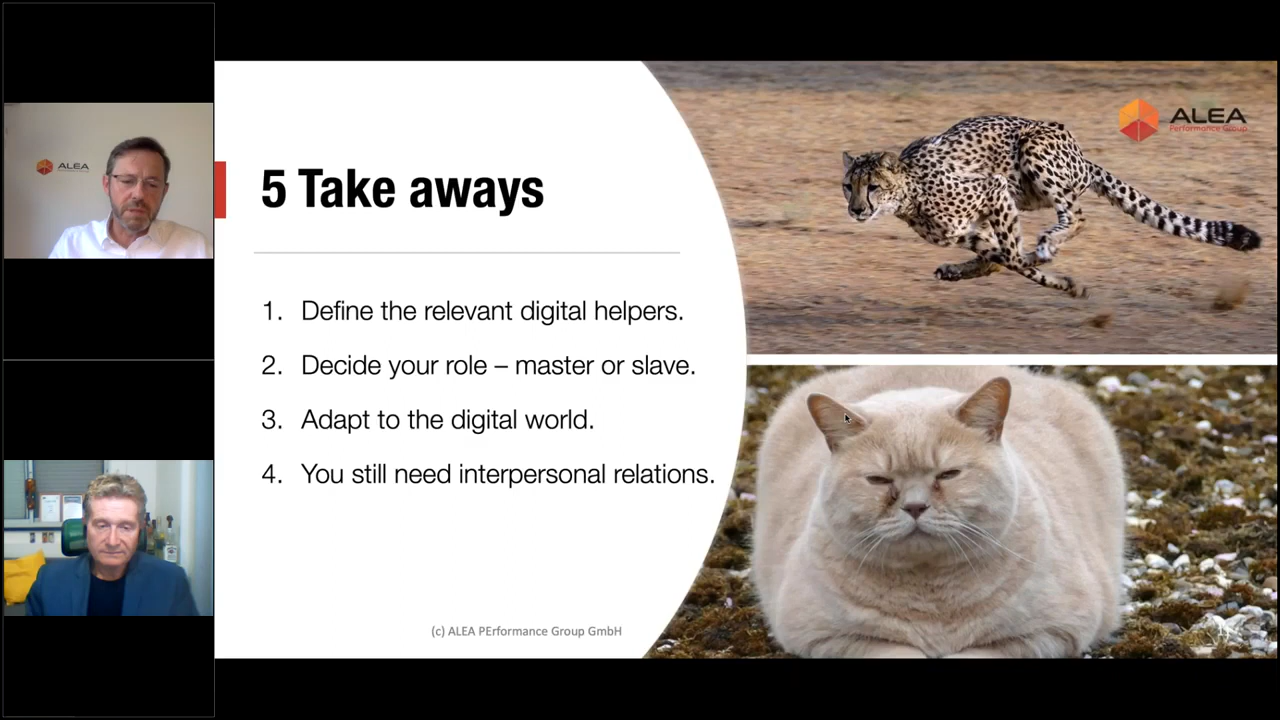 ALEA
5 Take aways
1. Define the relevant digital helpers.
2. Decide your role – master or slave.
3. Adapt to the digital world.
4. You still need interpersonal relations.
(c) ALEA PErformance Group GmbH
ALEA
Performance Group